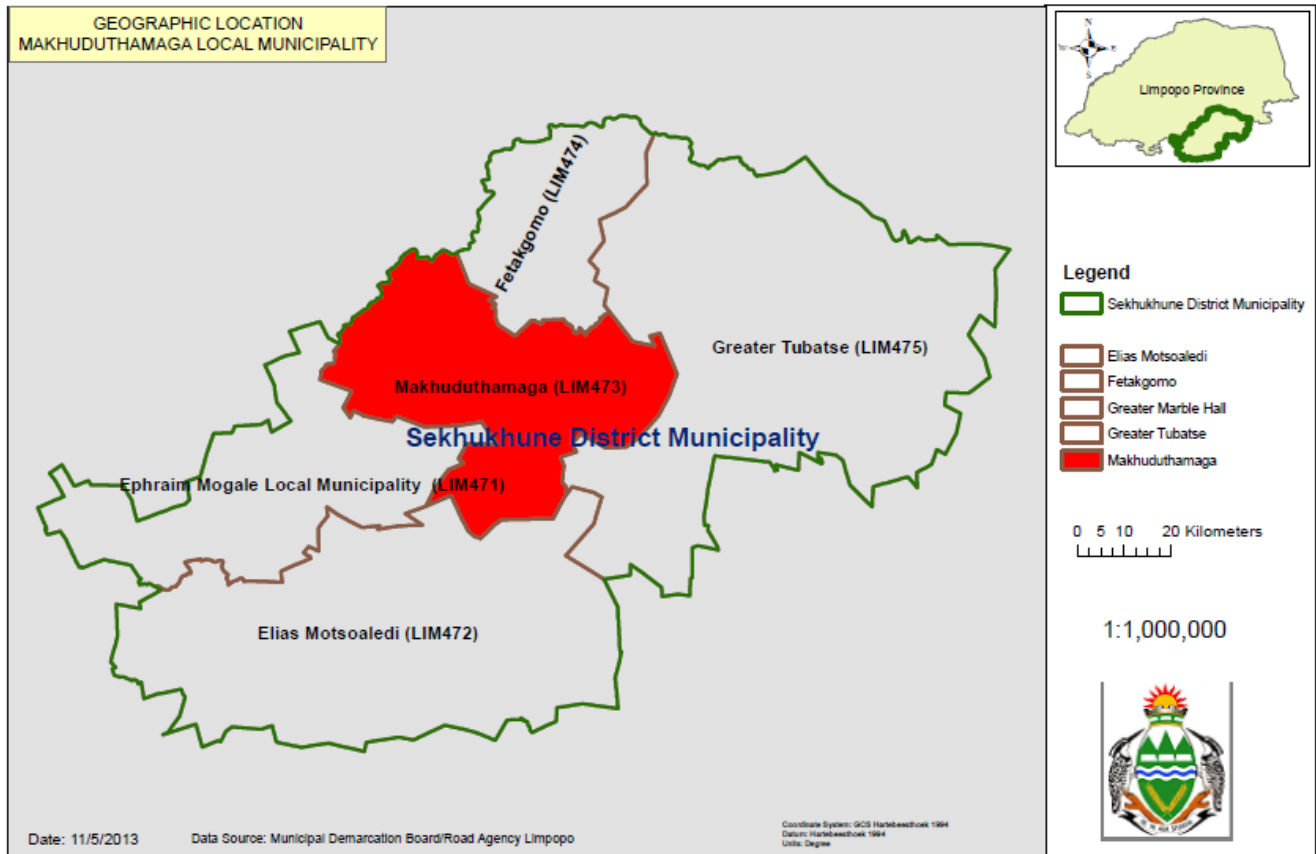 GEOGRAPHIC LOCATION
MAKHUDUTHAMAGA LOCAL MUNICIPALITY
N
W
E
S
Limpopo Province
Fetakgomo (LIM474)
Greater Tubatse (LIM475)
Makhuduthamaga (LIM473)
Sekhukhune District Municipality
Ephraim Mogale Local Municipality (LIM471)
Elias Motsoaledi (LIM472)
Legend
Sekhukhune District Municipality
Elias Motsoaledi
Fetakgomo
Greater Marble Hall
Greater Tubatse
Makhuduthamaga
0 5 10 20 Kilometers
1:1,000,000
Date: 11/5/2013
Data Source: Municipal Demarcation Board/Road Agency Limpopo
Coordinate System: GCS Hartebeesthoek 1994
Datum: Hartebeesthoek 1994
Units: Degree